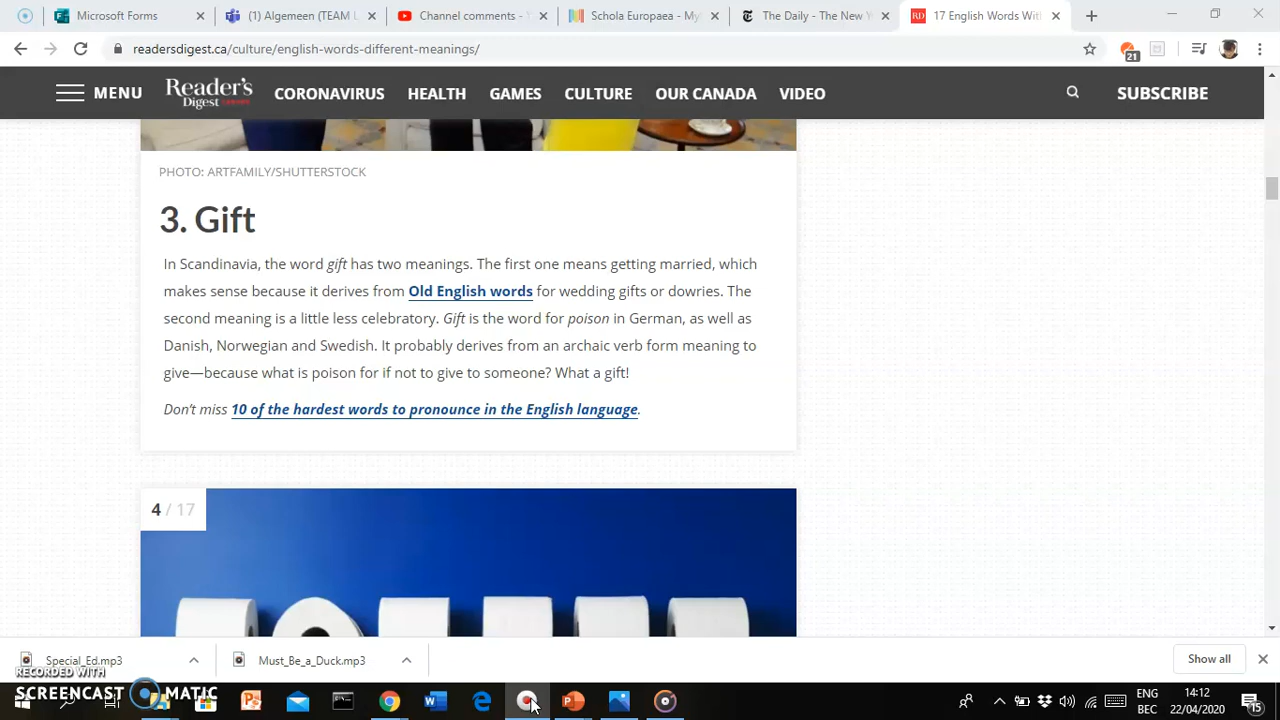 Microsoft Forms
(1) Algemeen (TEAM
Channel comments -
Schola Europaea - My
The Daily - The New
17 English Words Wit
readersdigest.ca/culture/english-words-different-meanings/
21
MENU
Reader's Digest
CORONAVIRUS
HEALTH
GAMES
CULTURE
OUR CANADA
VIDEO
SUBSCRIBE
PHOTO: ARTFAMILY/SHUTTERSTOCK
3. Gift
In Scandinavia, the word gift has two meanings. The first one means getting married, which
makes sense because it derives from Old English words for wedding gifts or dowries. The
second meaning is a little less celebratory. Gift is the word for poison in German, as well as
Danish, Norwegian and Swedish. It probably derives from an archaic verb form meaning to
give—because what is poison for if not to give to someone? What a gift!
Don't miss 10 of the hardest words to pronounce in the English language.
4 / 17
Special_Ed.mp3
Must_Be_a_Duck.mp3
Show all
RECORDED WITH
SCREENCAST MATIC
ENG
BEC
14:12
22/04/2020
15